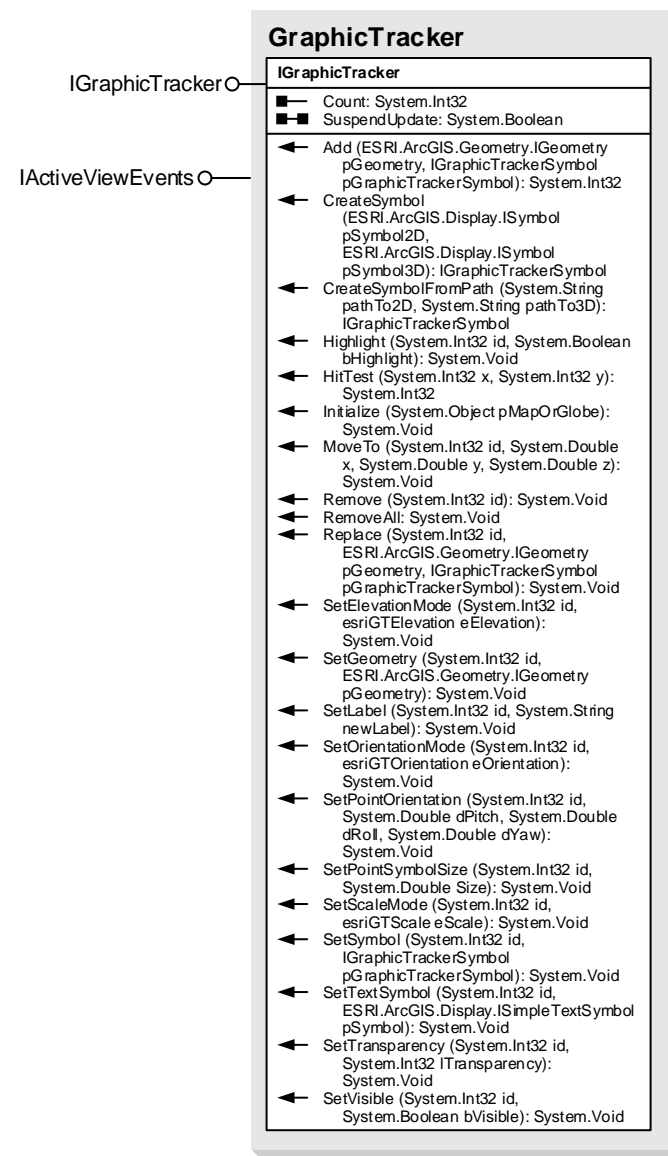 GraphicTracker
IGraphicTracker
IGraphicTracker
Count: System.Int32
SuspendUpdate: System.Boolean
IActiveViewEvents
Add (ESRI.ArcGIS.Geometry.IGeometry
pGeometry, IGraphicTrackerSymbol
pGraphicTrackerSymbol): System.Int32
CreateSymbol
(ESRI.ArcGIS.Display.ISymbol
pSymbol2D,
ESRI.ArcGIS.Display.ISymbol
pSymbol3D): IGraphicTrackerSymbol
CreateSymbolFromPath (System.String
pathTo2D, System.String pathTo3D):
IGraphicTrackerSymbol
Highlight (System.Int32 id, System.Boolean
bHighlight): System.Void
HitTest (System.Int32 x, System.Int32 y):
System.Int32
Initialize (System.Object pMapOrGlobe):
System.Void
MoveTo (System.Int32 id, System.Double
x, System.Double y, System.Double z):
System.Void
Remove (System.Int32 id): System.Void
RemoveAll: System.Void
Replace (System.Int32 id,
ESRI.ArcGIS.Geometry.IGeometry
pGeometry, IGraphicTrackerSymbol
pGraphicTrackerSymbol): System.Void
SetElevationMode (System.Int32 id,
esriGTElevation eElevation):
System.Void
SetGeometry (System.Int32 id,
ESRI.ArcGIS.Geometry.IGeometry
pGeometry): System.Void
SetLabel (System.Int32 id, System.String
newLabel): System.Void
SetOrientationMode (System.Int32 id,
esriGTOrientation eOrientation):
System.Void
SetPointOrientation (System.Int32 id,
System.Double dPitch, System.Double
dRoll, System.Double dYaw):
System.Void
SetPointSymbolSize (System.Int32 id,
System.Double Size): System.Void
SetScaleMode (System.Int32 id,
esriGTScale eScale): System.Void
SetSymbol (System.Int32 id,
IGraphicTrackerSymbol
pGraphicTrackerSymbol): System.Void
SetTextSymbol (System.Int32 id,
ESRI.ArcGIS.Display.ISimpleTextSymbol
pSymbol): System.Void
SetTransparency (System.Int32 id,
System.Int32 lTransparency):
System.Void
SetVisible (System.Int32 id,
System.Boolean bVisible): System.Void